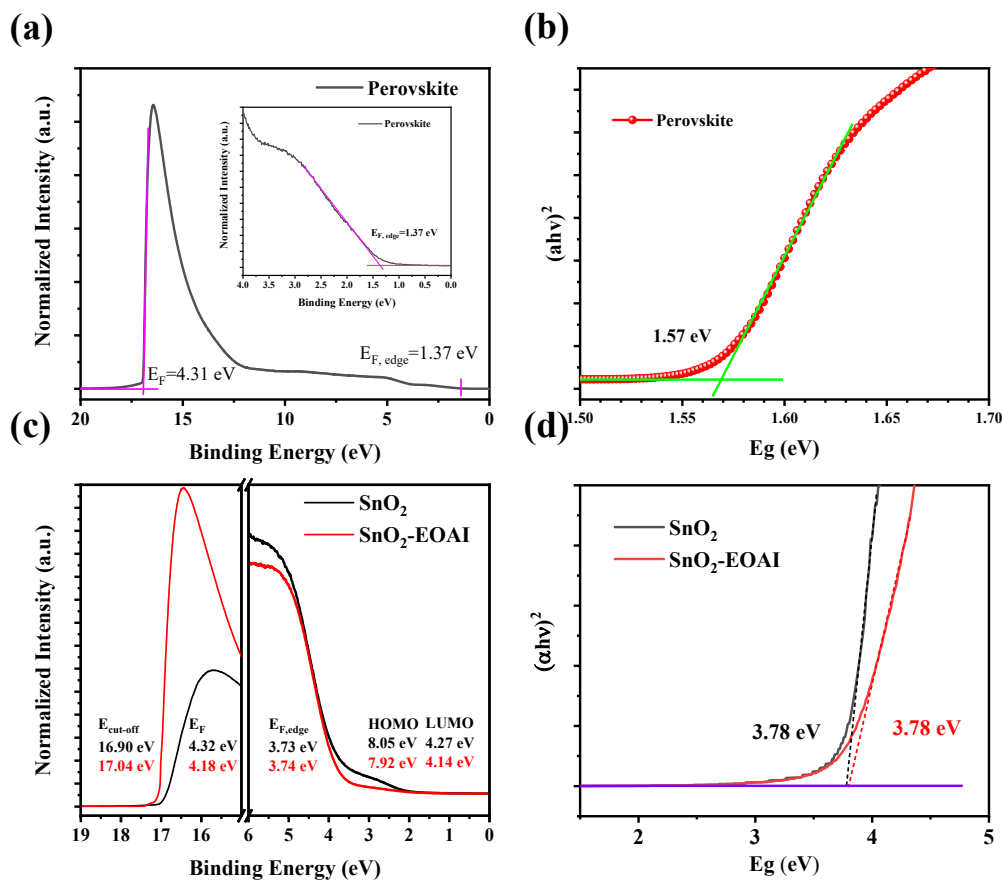 (a)
Perovskite
Normalized Intensity (a.u.)
Binding Energy (eV)
20 15 10 5 0
E_F=4.31 eV
E_F, edge=1.37 eV
Perovskite
Normalized Intensity (a.u.)
E_F, edge=1.37 eV
4.0 3.5 3.0 2.5 2.0 1.5 1.0 0.5 0.0
Binding Energy (eV)
(b)
Perovskite
(ahν)²
1.57 eV
1.50 1.55 1.60 1.65 1.70
Eg (eV)
(c)
SnO₂
SnO₂-EOAI
Normalized Intensity (a.u.)
E_cut-off E_F E_F,edge HOMO LUMO
16.90 eV 4.32 eV 3.73 eV 8.05 eV 4.27 eV
17.04 eV 4.18 eV 3.74 eV 7.92 eV 4.14 eV
19 18 17 16 6 5 4 3 2 1 0
Binding Energy (eV)
(d)
SnO₂
SnO₂-EOAI
(αhν)²
3.78 eV 3.78 eV
2 3 4 5
Eg (eV)